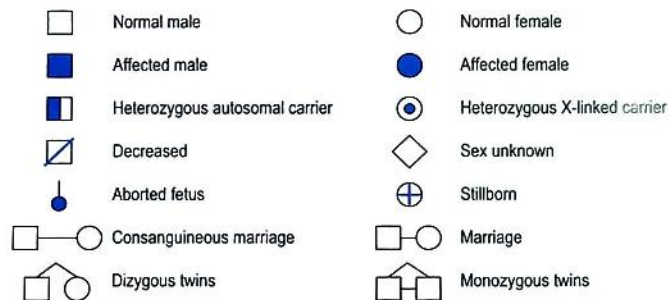 Normal male
Normal female
Affected male
Affected female
Heterozygous autosomal carrier
Heterozygous X-linked carrier
Decreased
Sex unknown
Aborted fetus
Stillborn
Consanguineous marriage
Marriage
Dizygous twins
Monozygous twins